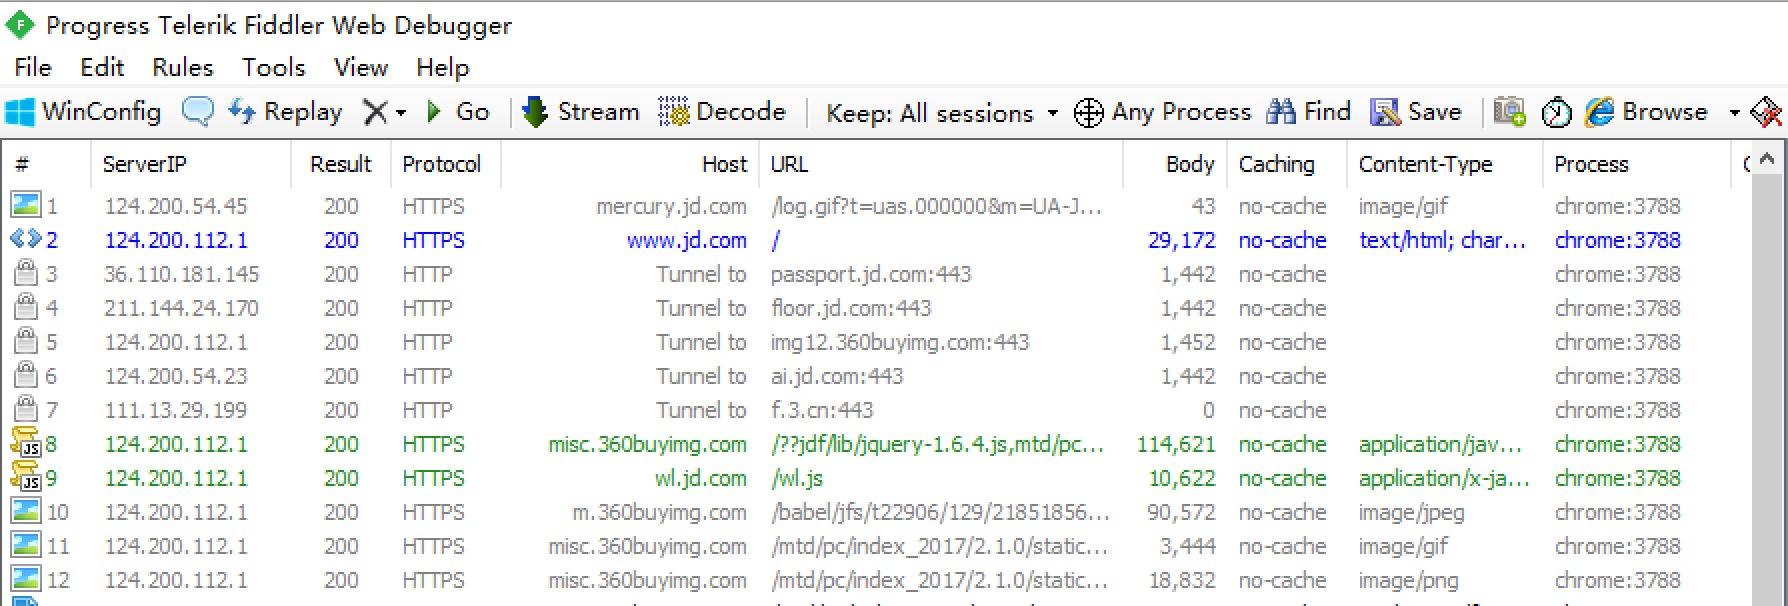 Progress Telerik Fiddler Web Debugger
File Edit Rules Tools View Help
WinConfig Replay Go Stream Decode Keep: All sessions Any Process Find Save Browse
# ServerIP Result Protocol Host URL Body Caching Content-Type Process
1 124.200.54.45 200 HTTPS mercury.jd.com /log.gif?t=uas.000000&m=UA-J... 43 no-cache image/gif chrome:3788
2 124.200.112.1 200 HTTPS www.jd.com / 29,172 no-cache text/html; char... chrome:3788
3 36.110.181.145 200 HTTP Tunnel to passport.jd.com:443 1,442 no-cache chrome:3788
4 211.144.24.170 200 HTTP Tunnel to floor.jd.com:443 1,442 no-cache chrome:3788
5 124.200.112.1 200 HTTP Tunnel to img12.360buyimg.com:443 1,452 no-cache chrome:3788
6 124.200.54.23 200 HTTP Tunnel to ai.jd.com:443 1,442 no-cache chrome:3788
7 111.13.29.199 200 HTTP Tunnel to f.3.cn:443 0 no-cache chrome:3788
JS 8 124.200.112.1 200 HTTPS misc.360buyimg.com /??jdf/lib/jquery-1.6.4.js,mtd/pc... 114,621 no-cache application/jav... chrome:3788
JS 9 124.200.112.1 200 HTTPS wl.jd.com /wl.js 10,622 no-cache application/x-ja... chrome:3788
10 124.200.112.1 200 HTTPS m.360buyimg.com /babel/jfs/t22906/129/21851856... 90,572 no-cache image/jpeg chrome:3788
11 124.200.112.1 200 HTTPS misc.360buyimg.com /mtd/pc/index_2017/2.1.0/static... 3,444 no-cache image/gif chrome:3788
12 124.200.112.1 200 HTTPS misc.360buyimg.com /mtd/pc/index_2017/2.1.0/static... 18,832 no-cache image/png chrome:3788